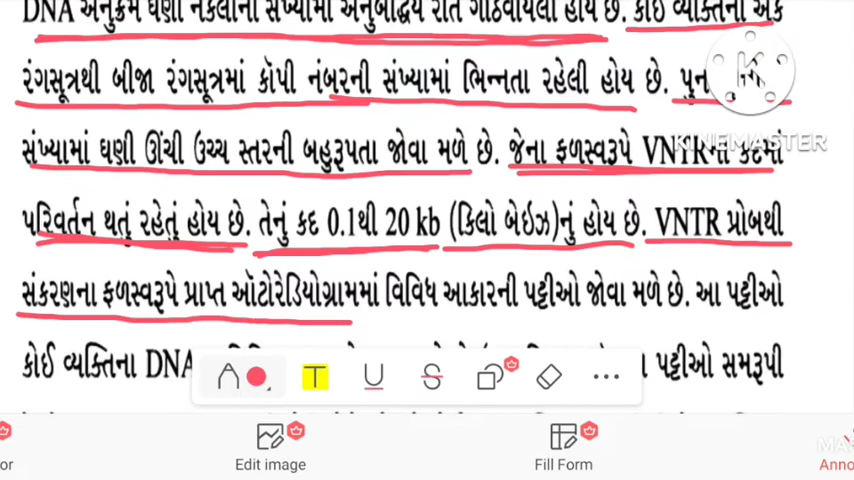 DNA અનુક્રમ ઘણી નકલોની સંખ્યામાં અનુબદ્ધિય રીતે ગોઠવાયેલી હોય છે. કોઈ વ્યક્તિના એક
રંગસૂત્રથી બીજા રંગસૂત્રમાં કૉપી નંબરની સંખ્યામાં ભિન્નતા રહેલી હોય છે.
KINEMASTER
સંખ્યામાં ઘણી ઊંચી ઉચ્ચ સ્તરની બહુરૂપતા જોવા મળે છે. જેના ફળસ્વરૂપે VNTRના કદમાં
પરિવર્તન થતું રહેતું હોય છે. તેનું કદ 0.1થી 20 kb (કિલો બેઇઝ)નું હોય છે. VNTR પ્રોબથી
સંકરણના ફળસ્વરૂપે પ્રાપ્ત ઑટોરેડિયોગ્રામમાં વિવિધ આકારની પટ્ટીઓ જોવા મળે છે. આ પટ્ટીઓ
કોઈ વ્યક્તિના DNA પટ્ટીઓ સમરૂપી
Edit image
Fill Form
Anno